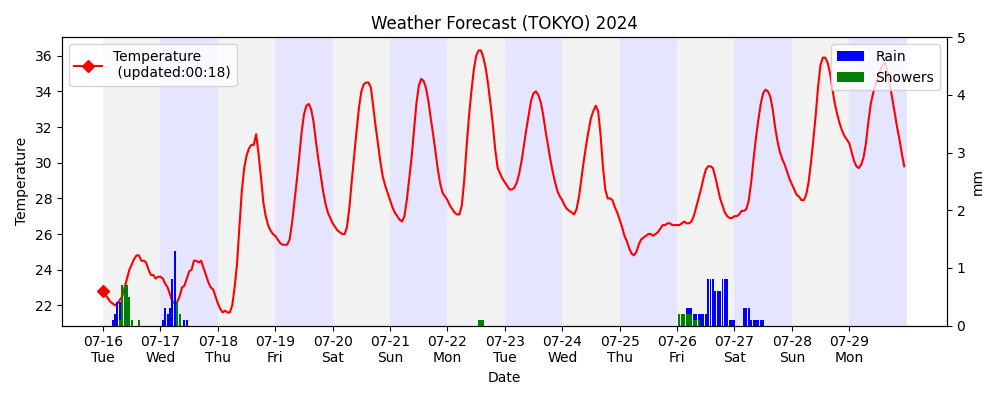 Weather Forecast (TOKYO) 2024
Temperature
(updated:00:18)
Rain
Showers
Temperature
36
34
32
30
28
26
24
22
5
4
3
2
1
0
mm
07-16 07-17 07-18 07-19 07-20 07-21 07-22 07-23 07-24 07-25 07-26 07-27 07-28 07-29
Tue Wed Thu Fri Sat Sun Mon Tue Wed Thu Fri Sat Sun Mon
Date